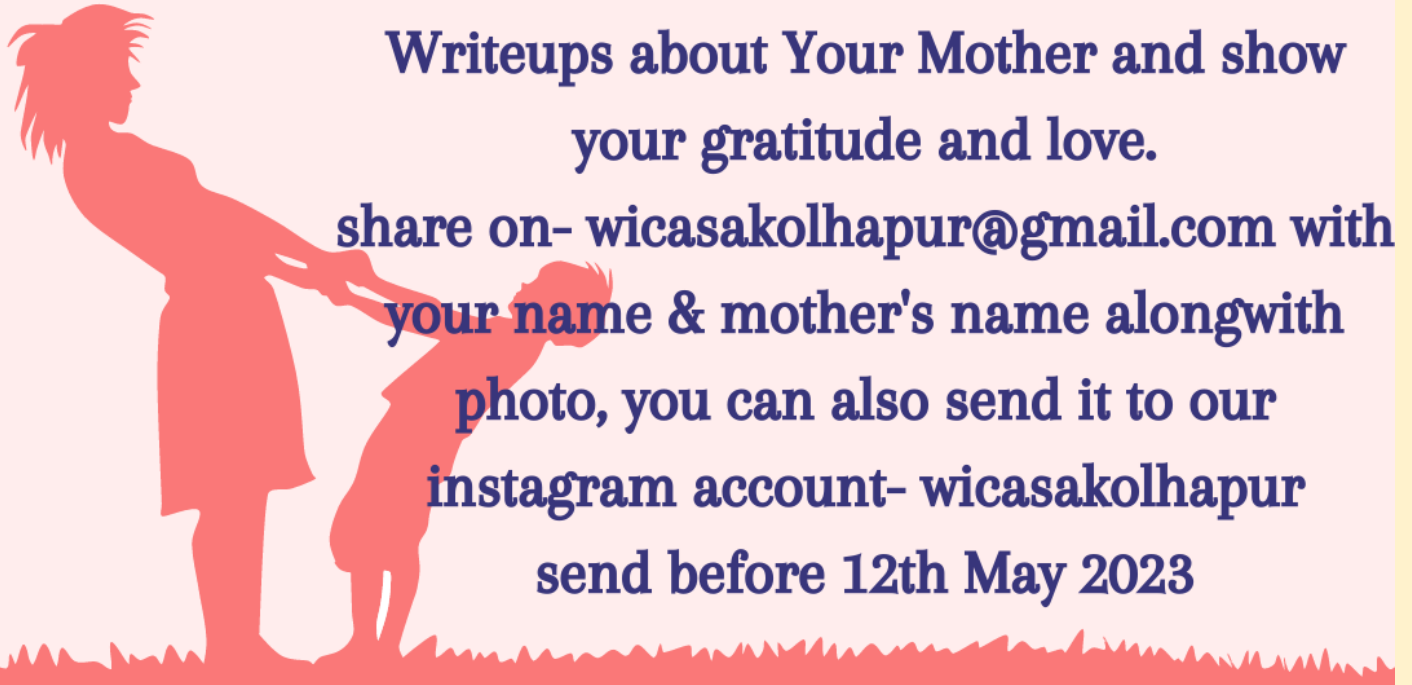 Writeups about Your Mother and show
your gratitude and love.
share on- wicasakolhapur@gmail.com with
your name & mother's name alongwith
photo, you can also send it to our
instagram account- wicasakolhapur
send before 12th May 2023